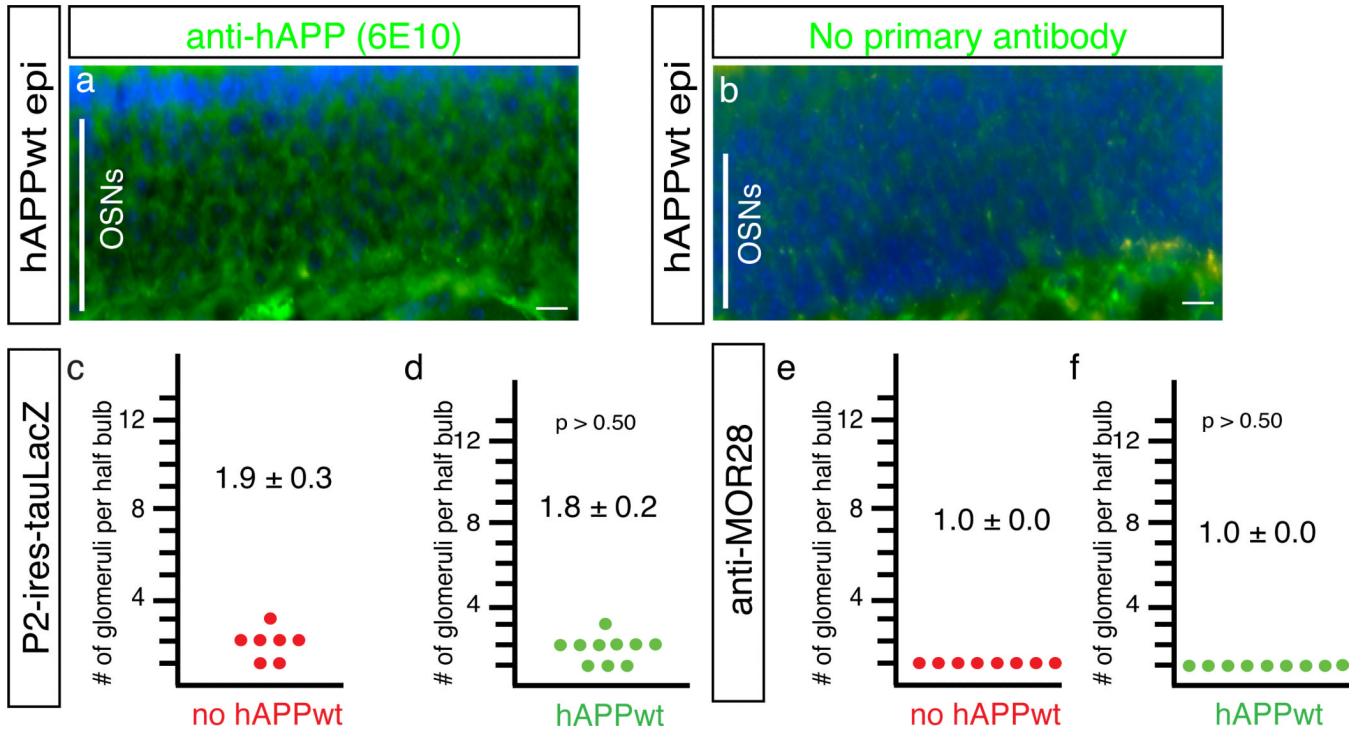 anti-hAPP (6E10)
No primary antibody
hAPPwt epi
a
OSNs
hAPPwt epi
b
OSNs
P2-ires-tauLacZ
c
# of glomeruli per half bulb
12
8
4
1.9 ± 0.3
no hAPPwt
d
# of glomeruli per half bulb
12
8
4
p > 0.50
1.8 ± 0.2
hAPPwt
anti-MOR28
e
# of glomeruli per half bulb
12
8
4
1.0 ± 0.0
no hAPPwt
f
# of glomeruli per half bulb
12
8
4
p > 0.50
1.0 ± 0.0
hAPPwt